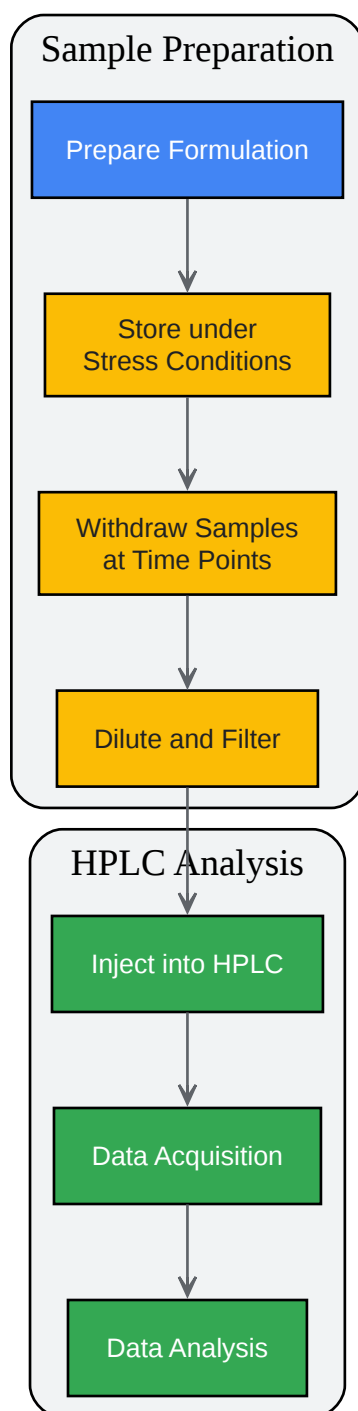 Sample Preparation
Prepare Formulation
Store under
Stress Conditions
Withdraw Samples
at Time Points
Dilute and Filter
HPLC Analysis
Inject into HPLC
Data Acquisition
Data Analysis